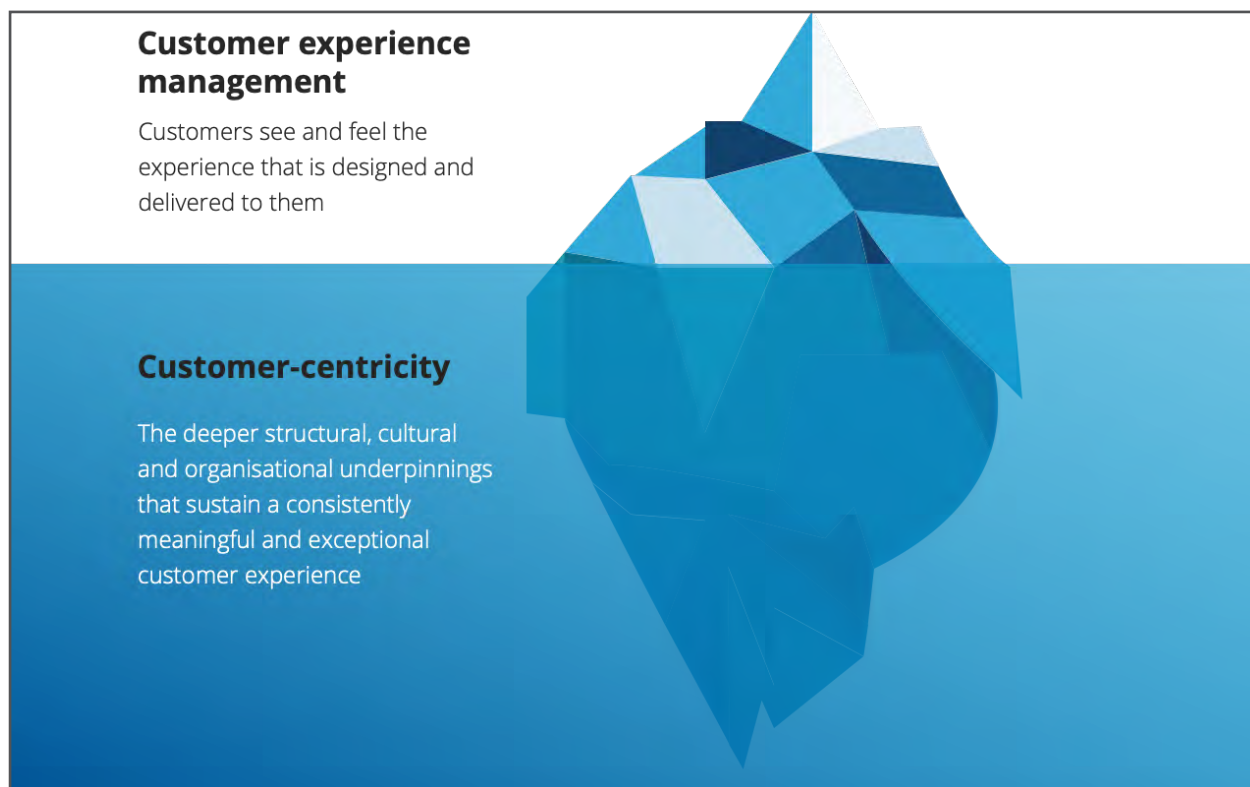 Customer experience
management
Customers see and feel the
experience that is designed and
delivered to them
Customer-centricity
The deeper structural, cultural
and organisational underpinnings
that sustain a consistently
meaningful and exceptional
customer experience